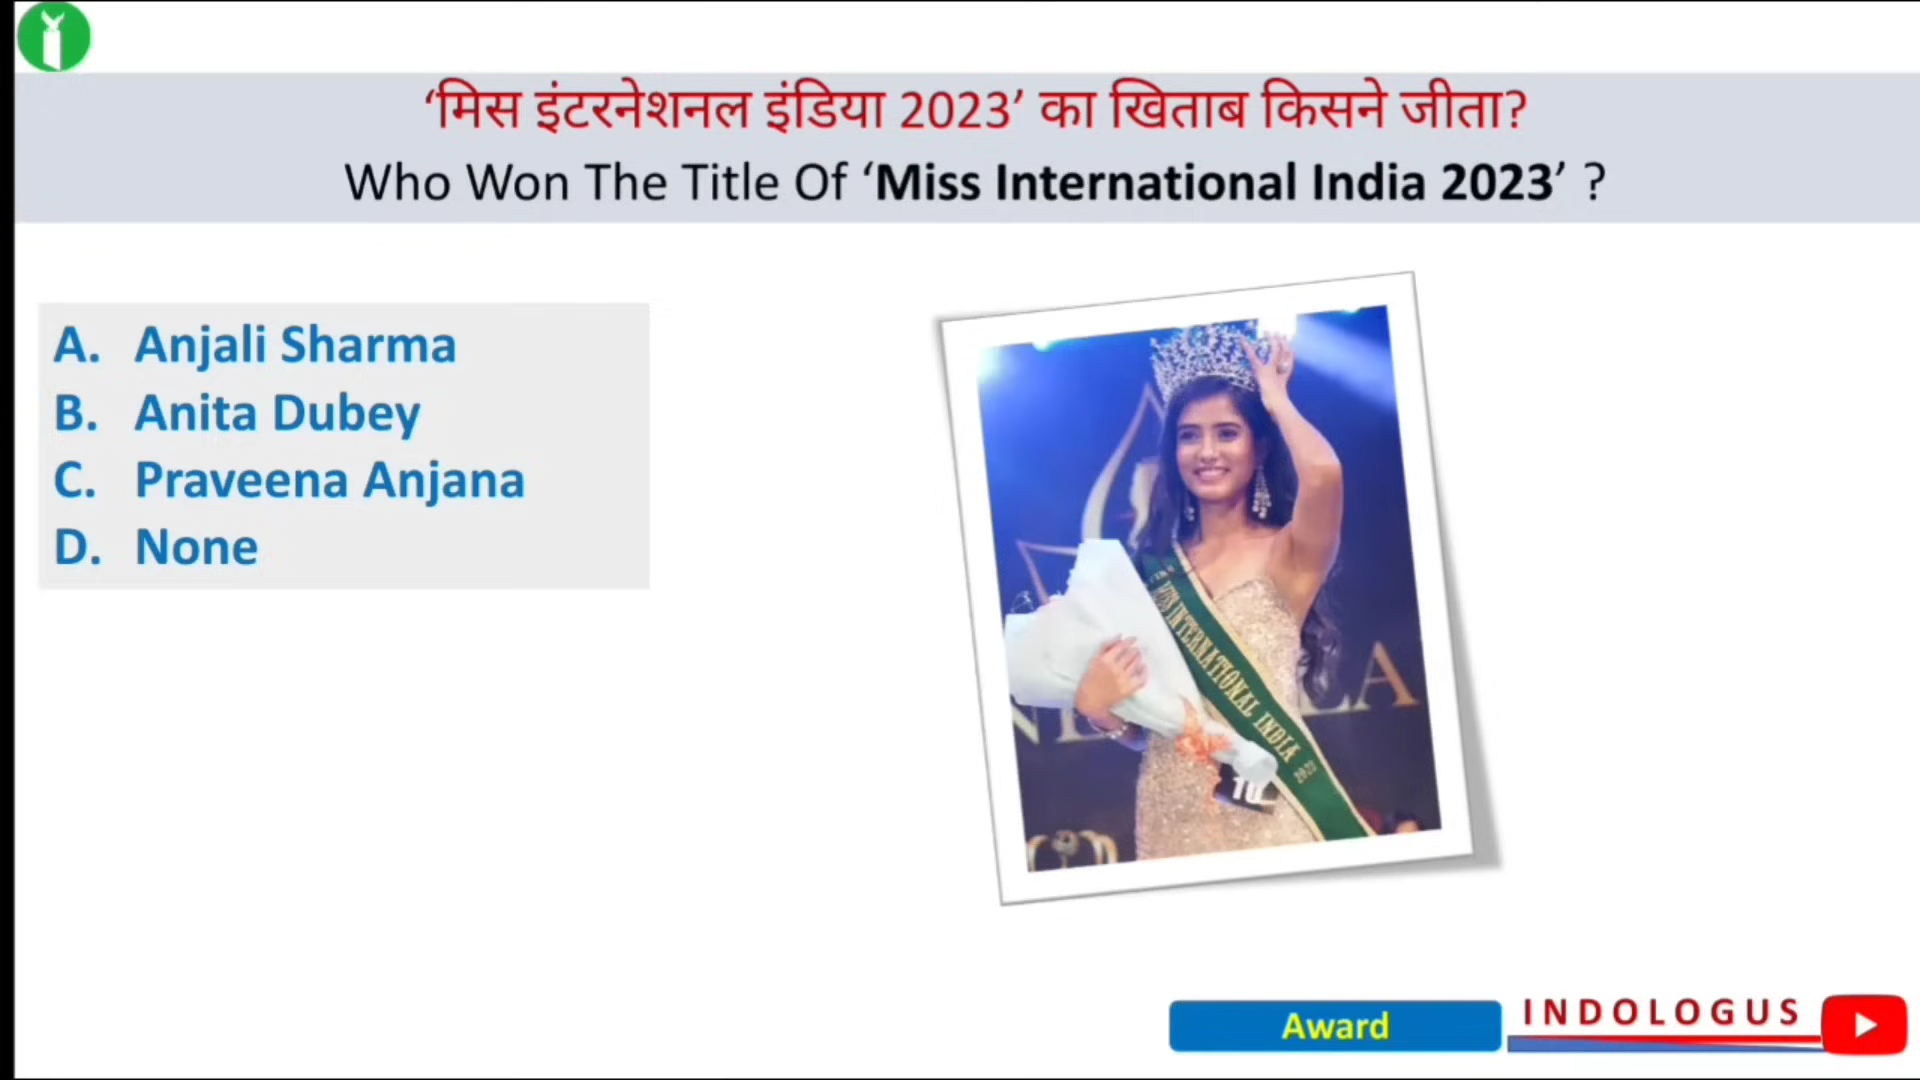 ‘मिस इंटरनेशनल इंडिया 2023’ का खिताब किसने जीता?
Who Won The Title Of ‘Miss International India 2023’ ?
A. Anjali Sharma
B. Anita Dubey
C. Praveena Anjana
D. None
MISS INTERNATIONAL INDIA
Award
INDOLOGUS